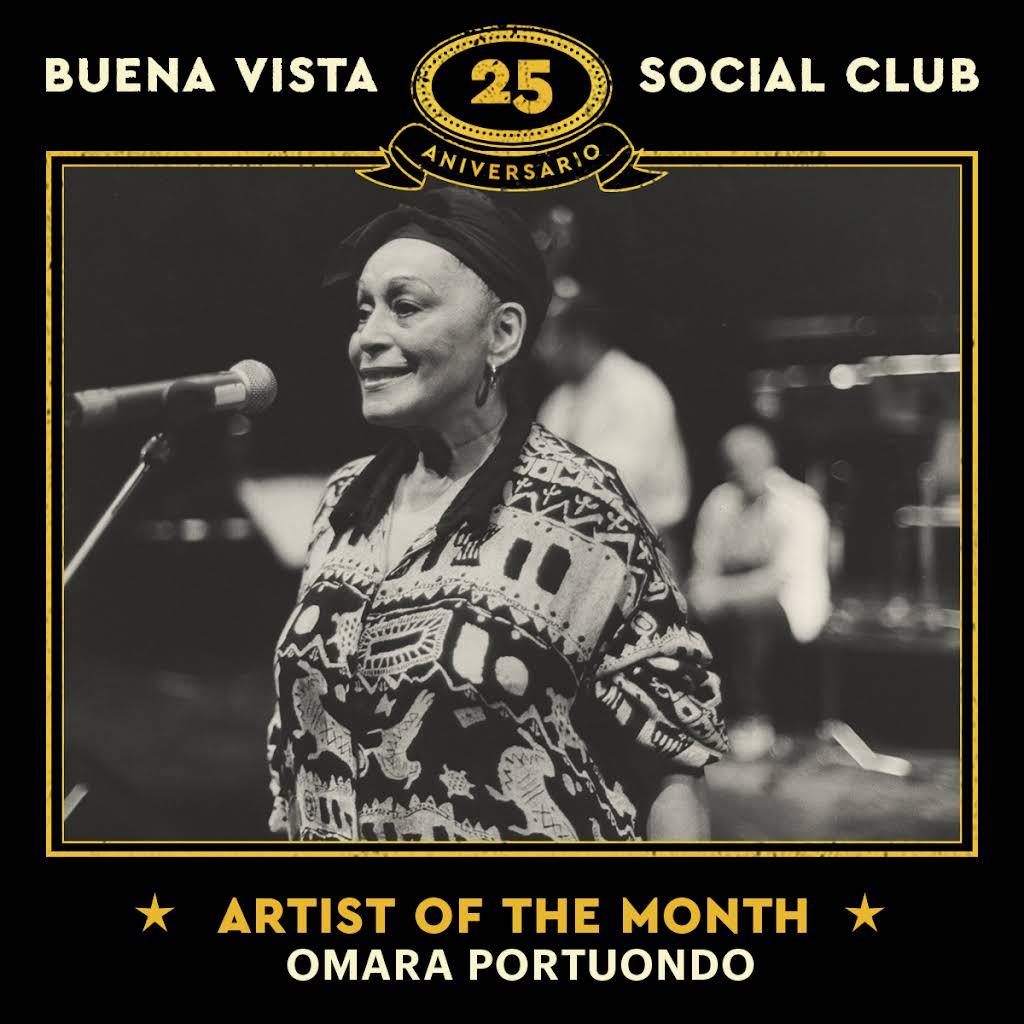 BUENA VISTA 25 SOCIAL CLUB
ANIVERSARIO
ARTIST OF THE MONTH
OMARA PORTUONDO